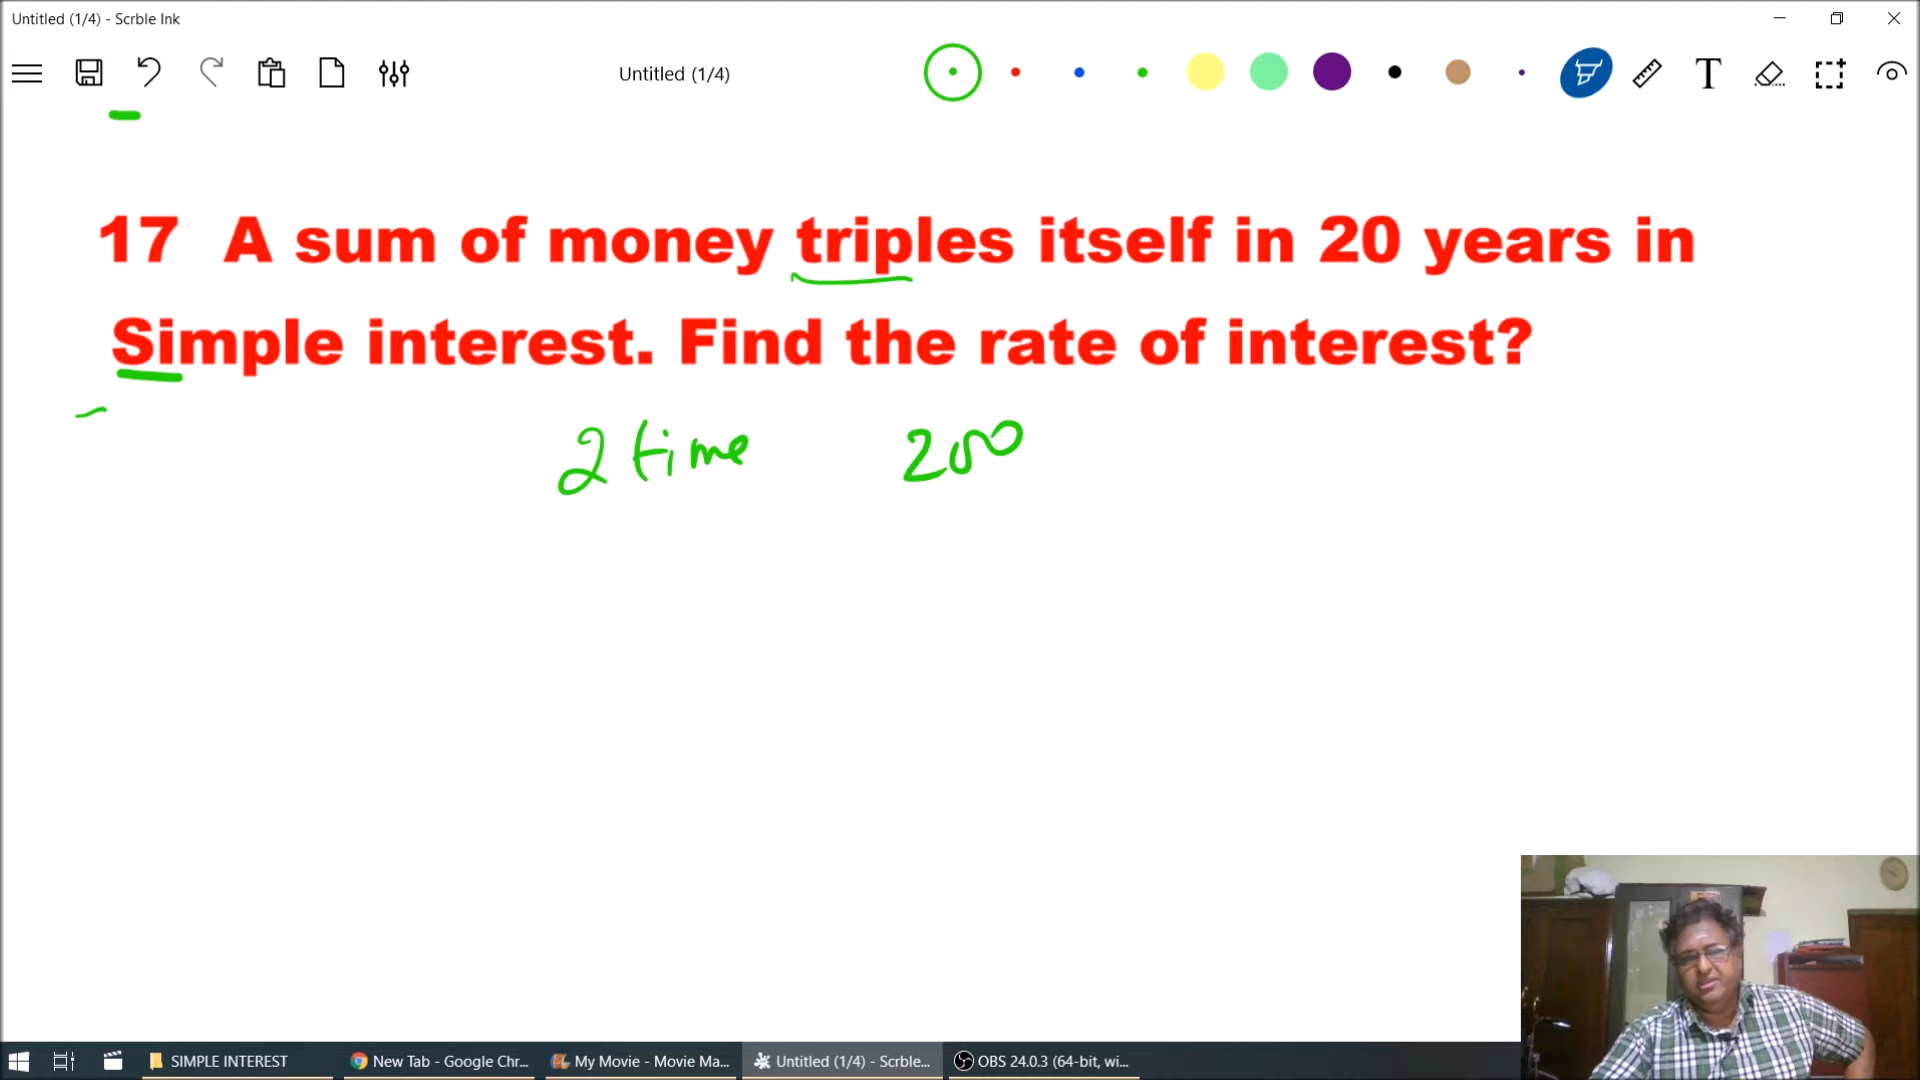 Untitled (1/4) - Scrble Ink
Untitled (1/4)
T
17 A sum of money triples itself in 20 years in
Simple interest. Find the rate of interest?
2 time 200
SIMPLE INTEREST
New Tab - Google Chr...
My Movie - Movie Ma...
Untitled (1/4) - Scrble...
OBS 24.0.3 (64-bit, wi...